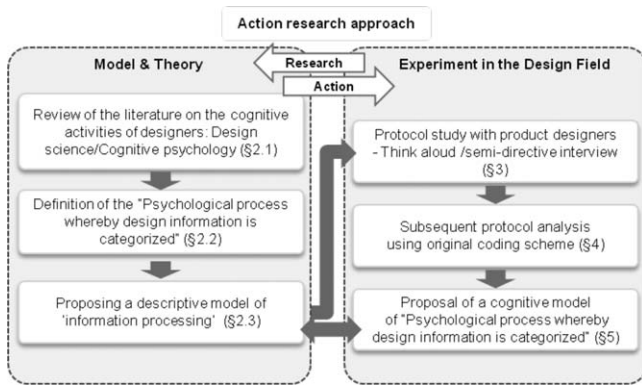 Action research approach
Research
Action
Model & Theory
Review of the literature on the cognitive
activities of designers: Design
science/Cognitive psychology (§2.1)
Definition of the "Psychological process
whereby design information is
categorized" (§2.2)
Proposing a descriptive model of
'information processing' (§2.3)
Experiment in the Design Field
Protocol study with product designers
- Think aloud /semi-directive interview
(§3)
Subsequent protocol analysis
using original coding scheme (§4)
Proposal of a cognitive model
of "Psychological process whereby
design information is categorized" (§5)